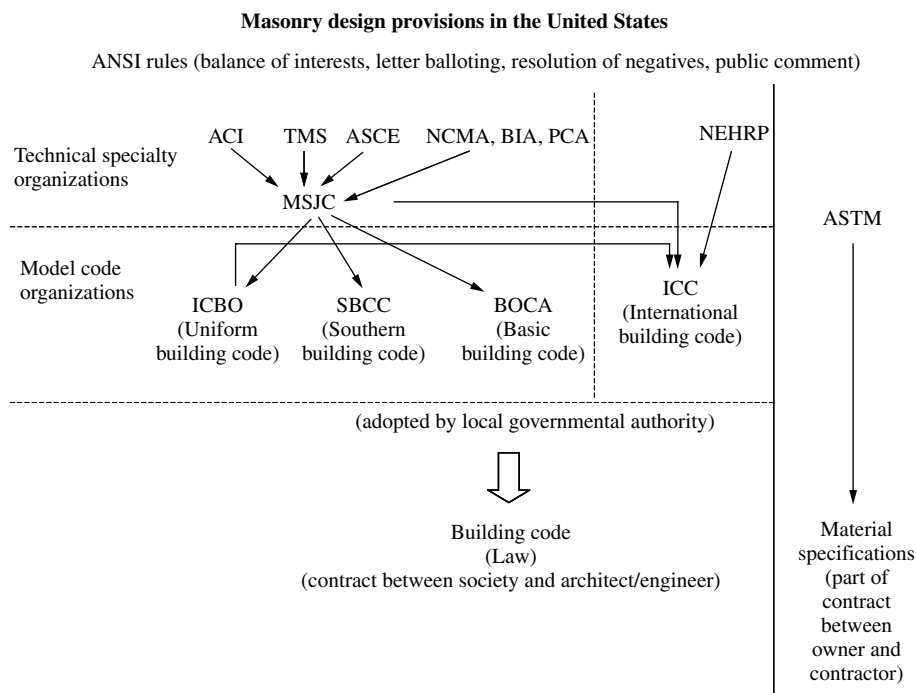 Masonry design provisions in the United States
ANSI rules (balance of interests, letter balloting, resolution of negatives, public comment)
Technical specialty
organizations
ACI
TMS
ASCE
NCMA, BIA, PCA
NEHRP
MSJC
ASTM
Model code
organizations
ICBO
(Uniform
building code)
SBCC
(Southern
building code)
BOCA
(Basic
building code)
ICC
(International
building code)
(adopted by local governmental authority)
Building code
(Law)
(contract between society and architect/engineer)
Material
specifications
(part of
contract
between
owner and
contractor)